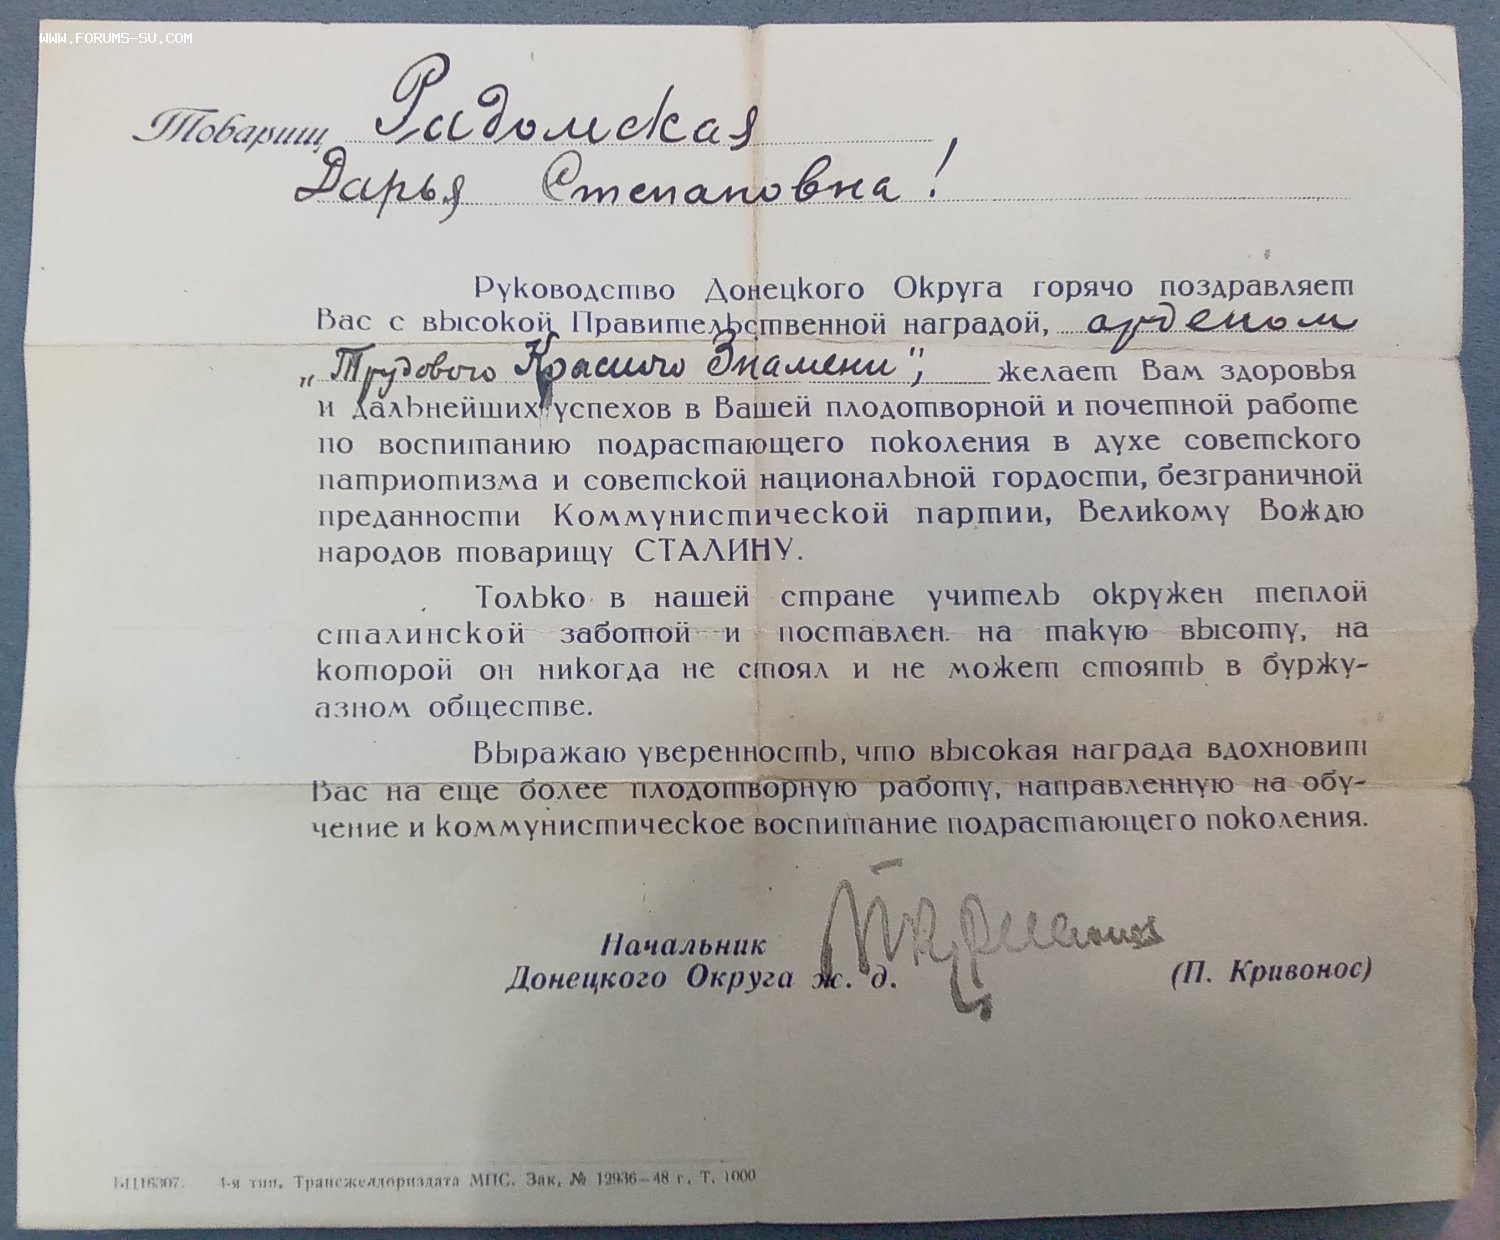 WWW.FORUMS-SU.COM
Товарищ Радомская
Дарья Степановна!
Руководство Донецкого Округа горячо поздравляет
Вас с высокой Правительственной наградой, орденом
„Трудового Красного Знамени", желает Вам здоровья
и дальнейших успехов в Вашей плодотворной и почетной работе
по воспитанию подрастающего поколения в духе советского
патриотизма и советской национальной гордости, безграничной
преданности Коммунистической партии, Великому Вождю
народов товарищу СТАЛИНУ.
Только в нашей стране учитель окружен теплой
сталинской заботой и поставлен на такую высоту, на
которой он никогда не стоял и не может стоять в буржу-
азном обществе.
Выражаю уверенность, что высокая награда вдохновит
Вас на еще более плодотворную работу, направленную на обу-
чение и коммунистическое воспитание подрастающего поколения.
Начальник
Донецкого Округа ж. д.
(П. Кривонос)
1-я тип. Трансжелдориздата МПС. Зак. № 12936—48 г. Т. 1000